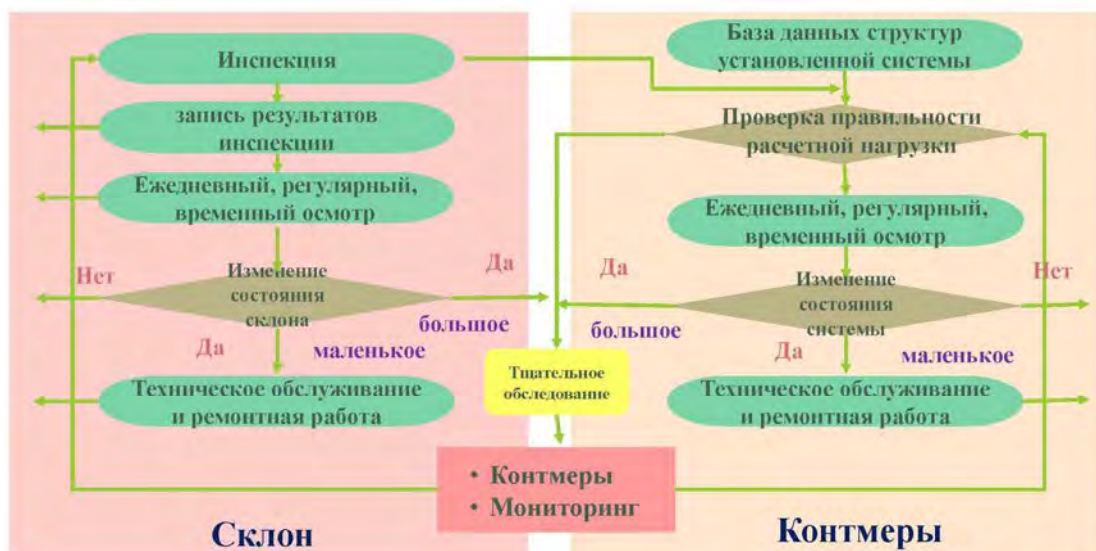 Инспекция
запись результатов
инспекции
Ежедневный, регулярный,
временный осмотр
Нет
Изменение
состояния
склона
Да
большое
Да
маленькое
Техническое обслуживание
и ремонтная работа
Склон
Тщательное
обследование
• Контмеры
• Мониторинг
База данных структур
установленной системы
Проверка правильности
расчетной нагрузки
Ежедневный, регулярный,
временный осмотр
Да
большое
Изменение
состояния
системы
Нет
Да
маленькое
Техническое обслуживание
и ремонтная работа
Контмеры